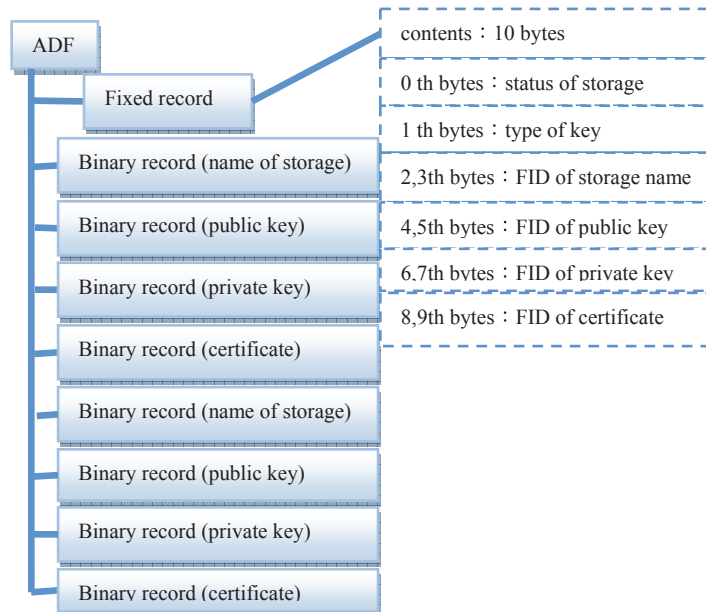 ADF
Fixed record
Binary record (name of storage)
Binary record (public key)
Binary record (private key)
Binary record (certificate)
Binary record (name of storage)
Binary record (public key)
Binary record (private key)
Binary record (certificate)
contents：10 bytes
0 th bytes：status of storage
1 th bytes：type of key
2,3th bytes：FID of storage name
4,5th bytes：FID of public key
6,7th bytes：FID of private key
8,9th bytes：FID of certificate